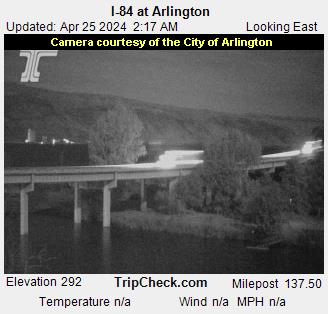 I-84 at Arlington
Updated: Apr 25 2024 2:17 AM Looking East
Camera courtesy of the City of Arlington
Elevation 292 TripCheck.com Milepost 137.50
Temperature n/a Wind n/a MPH n/a